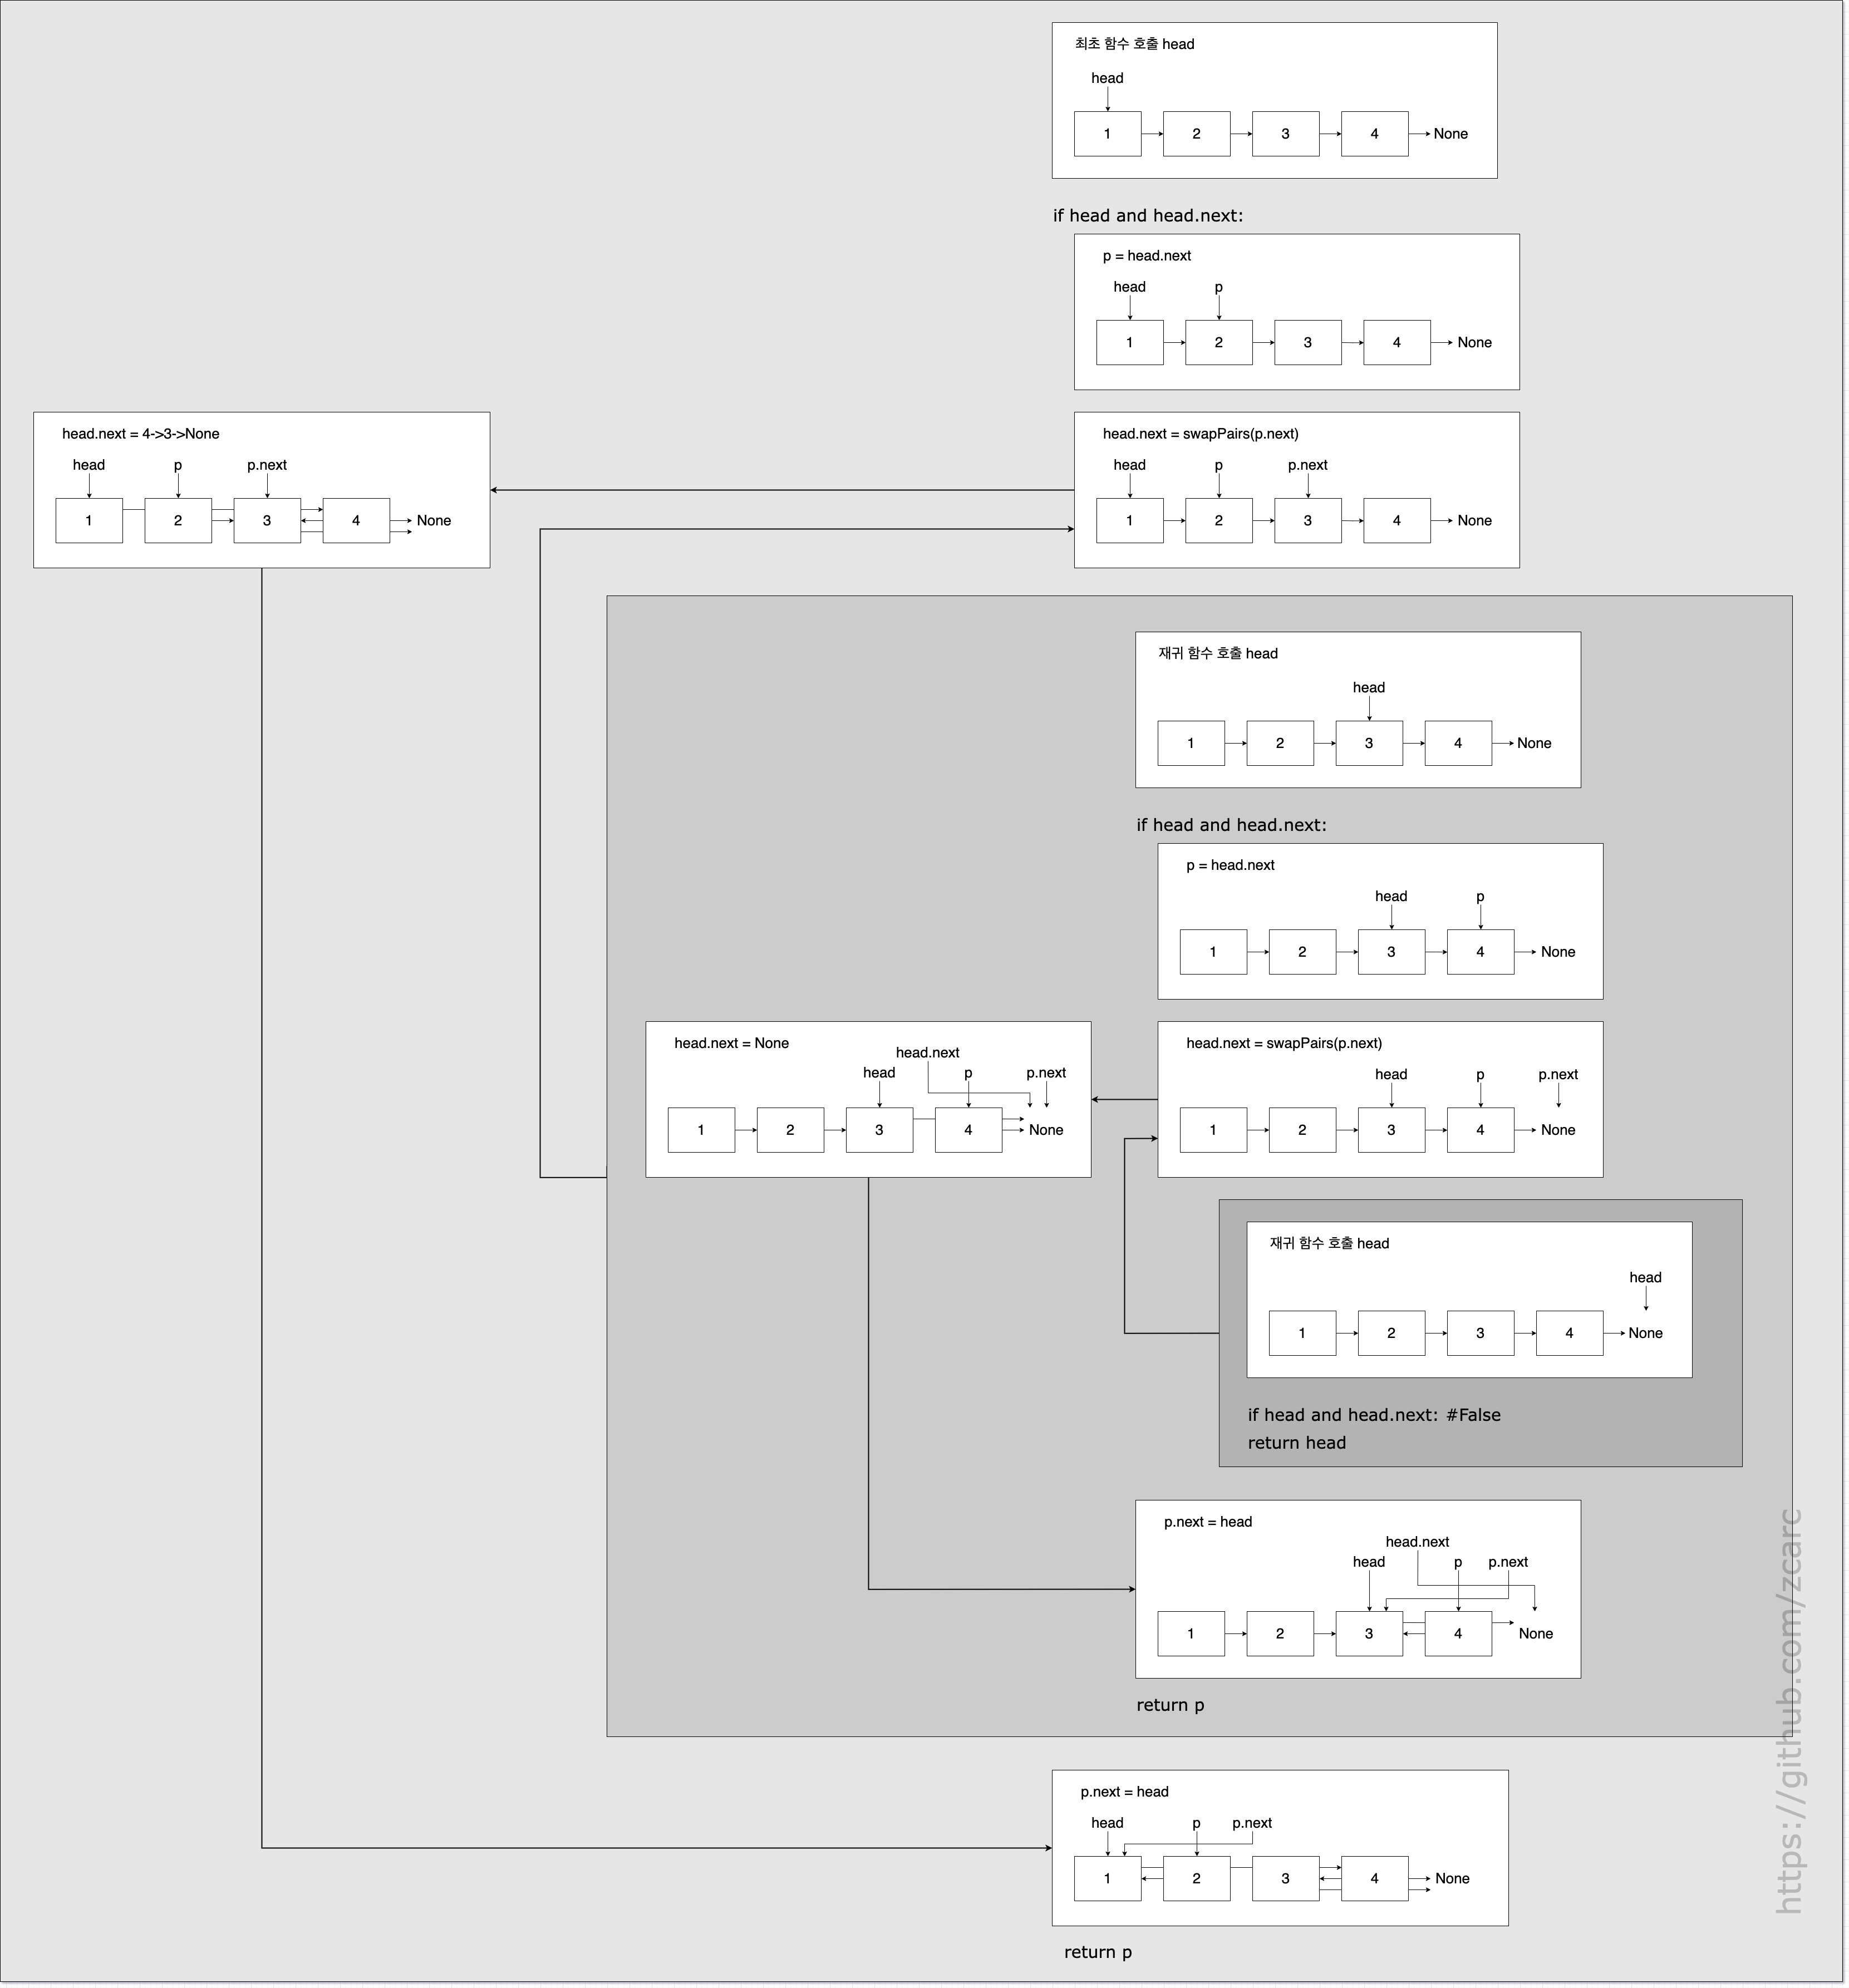 최초 함수 호출 head
head
1 2 3 4 None
if head and head.next:
p = head.next
head p
1 2 3 4 None
head.next = 4->3->None
head p p.next
1 2 3 4 None
head.next = swapPairs(p.next)
head p p.next
1 2 3 4 None
재귀 함수 호출 head
head
1 2 3 4 None
if head and head.next:
p = head.next
head p
1 2 3 4 None
head.next = None
head.next
head p p.next
1 2 3 4 None
head.next = swapPairs(p.next)
head p p.next
1 2 3 4 None
재귀 함수 호출 head
head
1 2 3 4 None
if head and head.next: #False
return head
p.next = head
head.next
head p p.next
1 2 3 4 None
return p
p.next = head
head p p.next
1 2 3 4 None
return p
https://github.com/zcarc